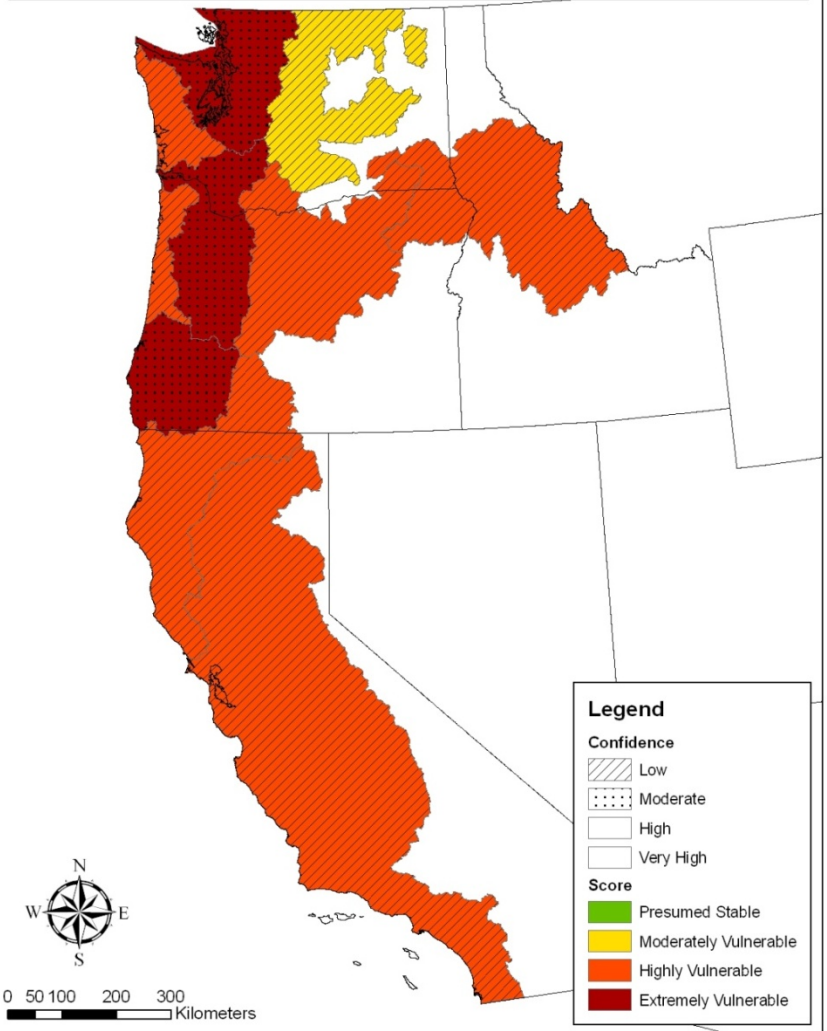 Legend
Confidence
Low
Moderate
High
Very High
Score
Presumed Stable
Moderately Vulnerable
Highly Vulnerable
Extremely Vulnerable
N
W E
S
0 50 100 200 300
Kilometers